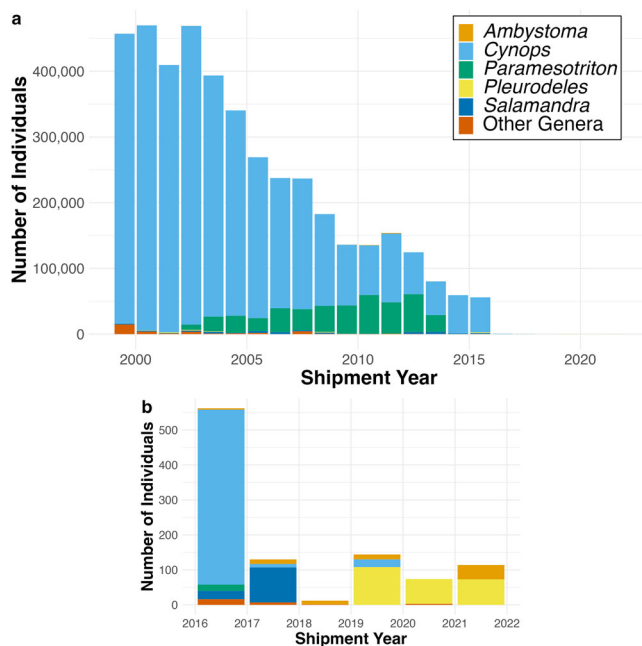 a
Ambystoma
Cynops
Paramesotriton
Pleurodeles
Salamandra
Other Genera
Number of Individuals
400,000
300,000
200,000
100,000
0
2000 2005 2010 2015 2020
Shipment Year
b
Number of Individuals
500
400
300
200
100
0
2016 2017 2018 2019 2020 2021 2022
Shipment Year